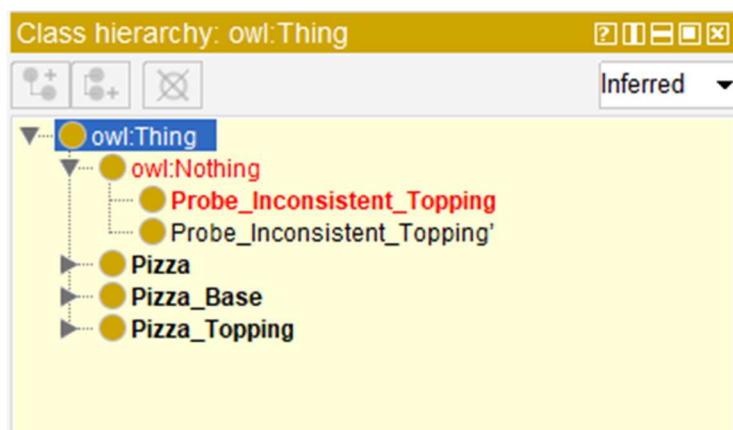 Class hierarchy: owl:Thing
Inferred
owl:Thing
owl:Nothing
Probe_Inconsistent_Topping
Probe_Inconsistent_Topping'
Pizza
Pizza_Base
Pizza_Topping